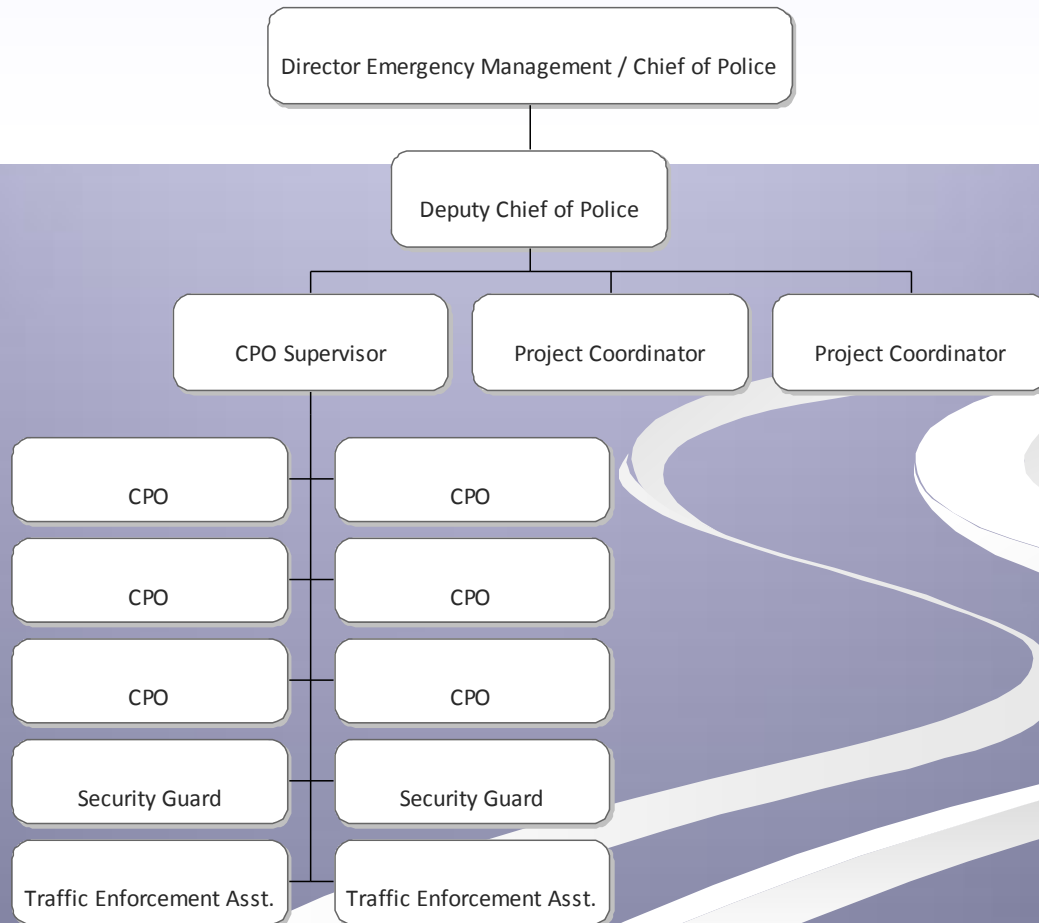 Director Emergency Management / Chief of Police
Deputy Chief of Police
CPO Supervisor
Project Coordinator
Project Coordinator
CPO
CPO
CPO
CPO
CPO
CPO
Security Guard
Security Guard
Traffic Enforcement Asst.
Traffic Enforcement Asst.